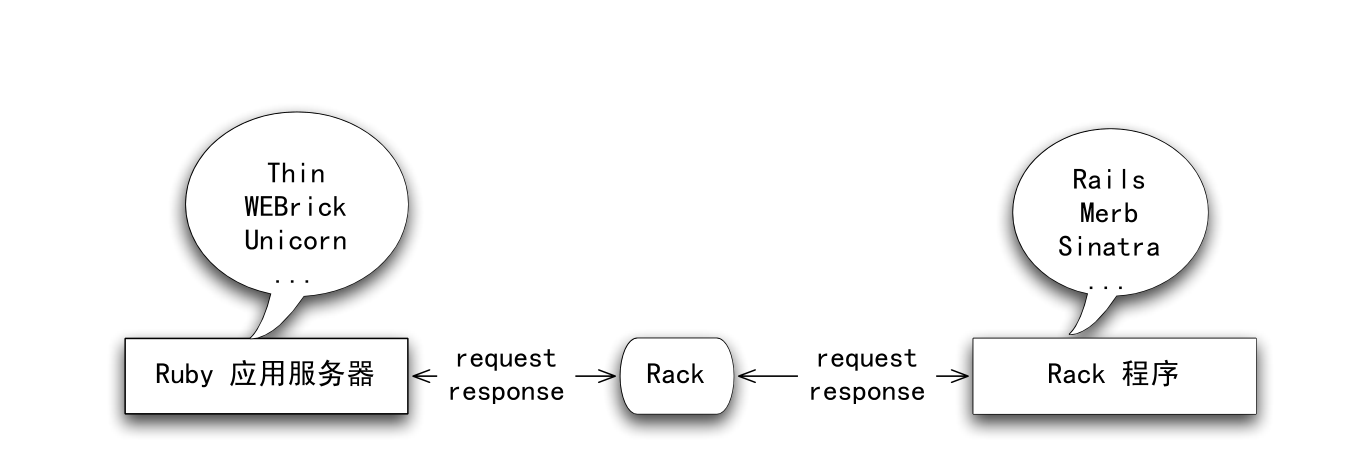 Thin
WEBrick
Unicorn
...
Rails
Merb
Sinatra
...
Ruby 应用服务器
request
response
Rack
request
response
Rack 程序